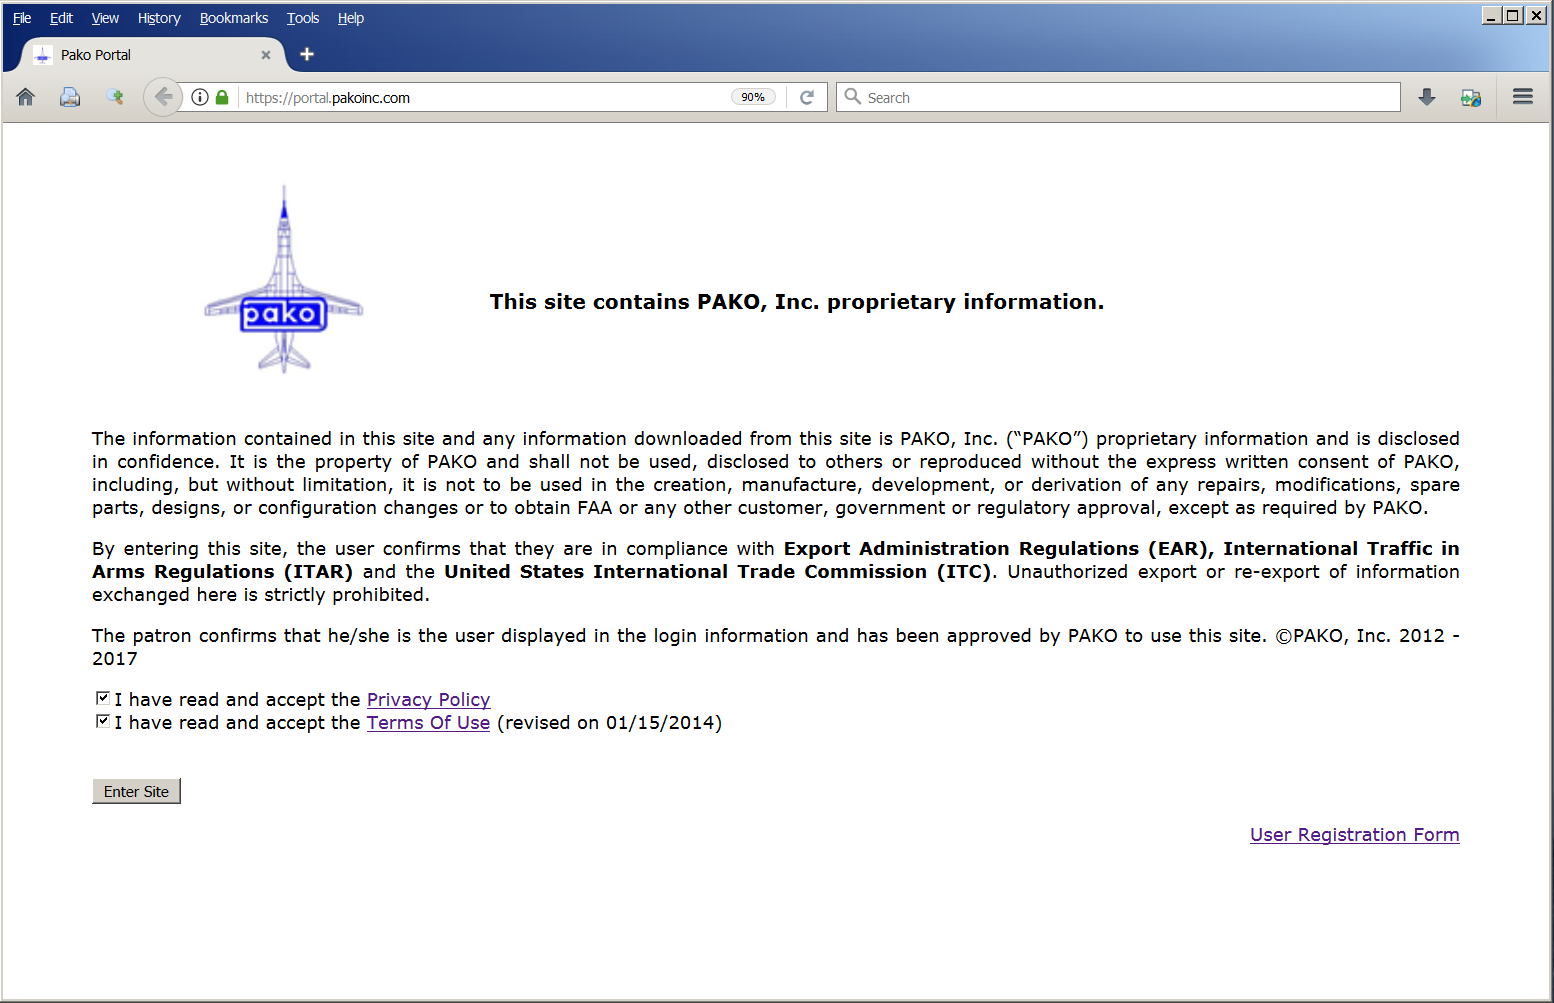 File Edit View History Bookmarks Tools Help
Pako Portal
https://portal.pakoinc.com 90% Search
pako
This site contains PAKO, Inc. proprietary information.
The information contained in this site and any information downloaded from this site is PAKO, Inc. (“PAKO”) proprietary information and is disclosed
in confidence. It is the property of PAKO and shall not be used, disclosed to others or reproduced without the express written consent of PAKO,
including, but without limitation, it is not to be used in the creation, manufacture, development, or derivation of any repairs, modifications, spare
parts, designs, or configuration changes or to obtain FAA or any other customer, government or regulatory approval, except as required by PAKO.
By entering this site, the user confirms that they are in compliance with Export Administration Regulations (EAR), International Traffic in
Arms Regulations (ITAR) and the United States International Trade Commission (ITC). Unauthorized export or re-export of information
exchanged here is strictly prohibited.
The patron confirms that he/she is the user displayed in the login information and has been approved by PAKO to use this site. ©PAKO, Inc. 2012 -
2017
I have read and accept the Privacy Policy
I have read and accept the Terms Of Use (revised on 01/15/2014)
Enter Site
User Registration Form